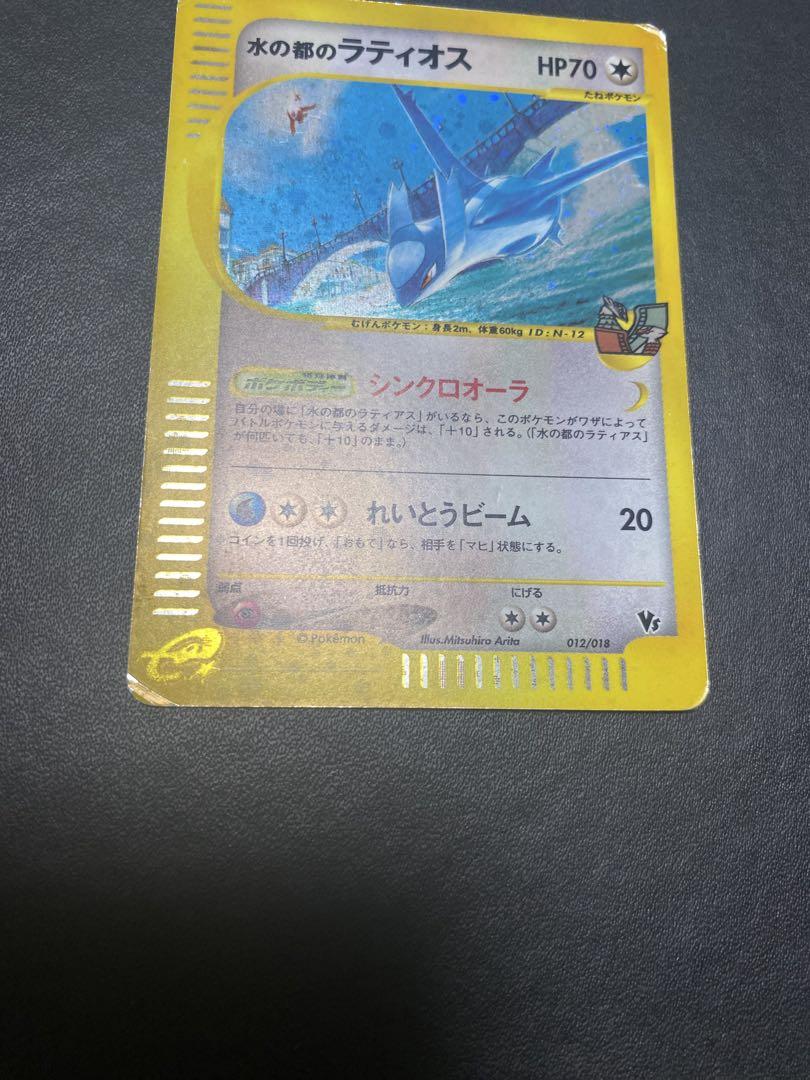 水の都のラティオス HP70
たねポケモン
むげんポケモン：身長2m、体重60kg ID：N-12
特殊体質
ポケボディー シンクロオーラ
自分の場に「水の都のラティアス」がいるなら、このポケモンがワザによって
バトルポケモンに与えるダメージは、「＋10」される。（「水の都のラティアス」
が何匹いても、「＋10」のまま。）
れいとうビーム 20
コインを1回投げ、「おもて」なら、相手を「マヒ」状態にする。
弱点 抵抗力 にげる
©Pokémon Illus.Mitsuhiro Arita 012/018 Vs